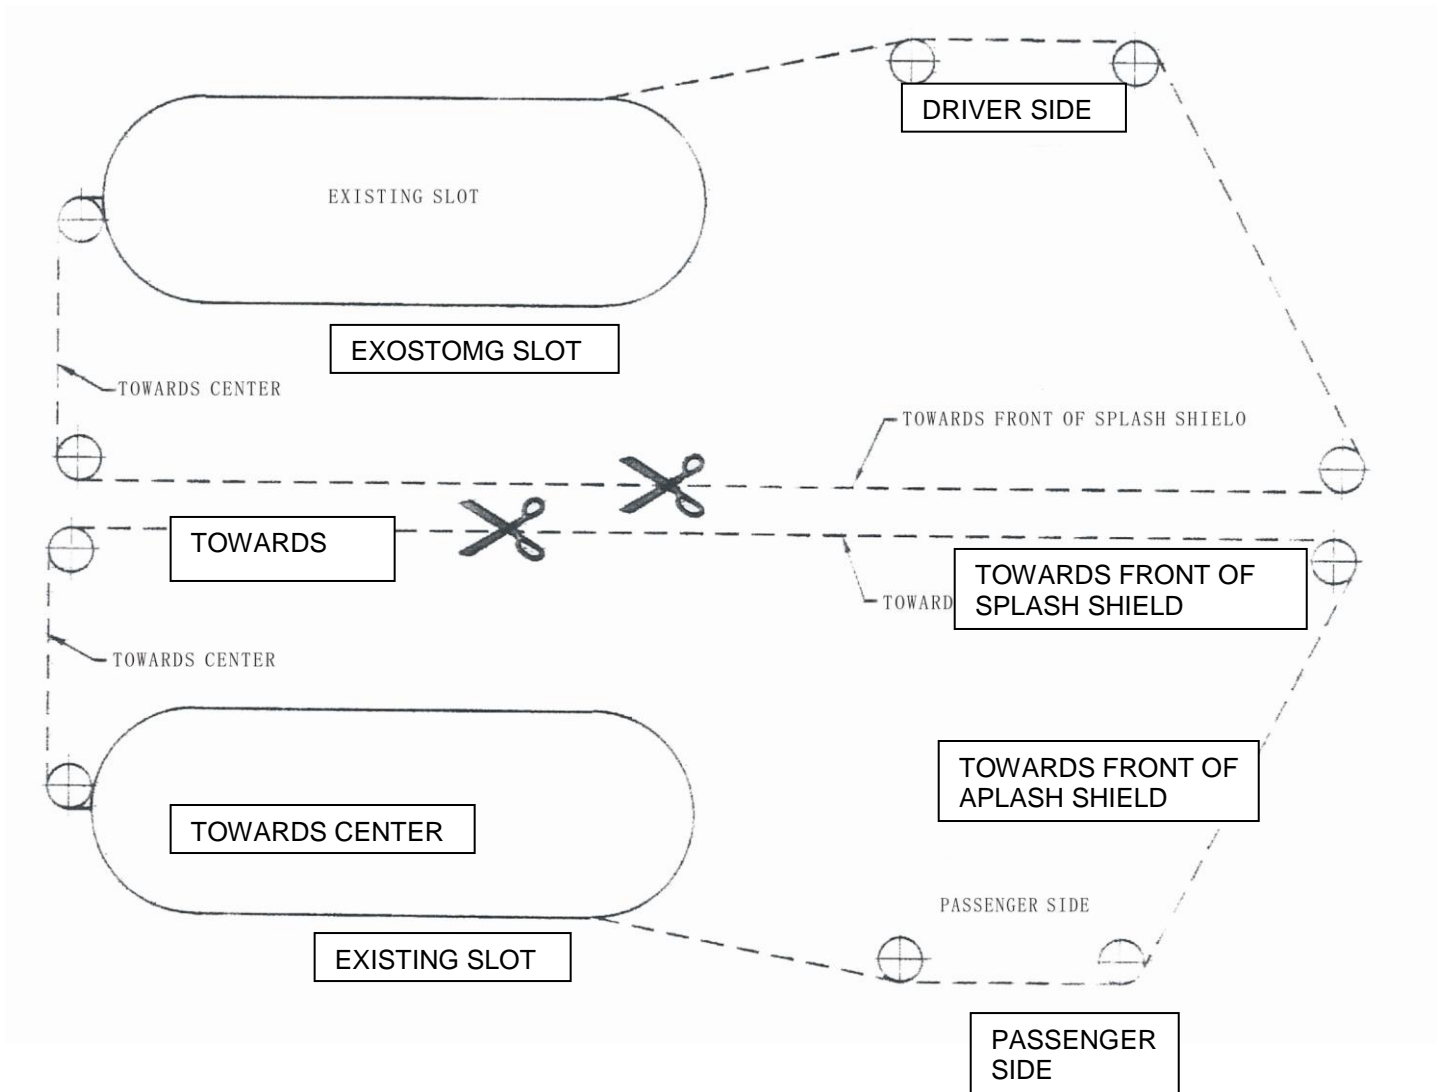 DRIVER SIDE
EXISTING SLOT
EXOSTOMG SLOT
TOWARDS CENTER
TOWARDS FRONT OF SPLASH SHIELO
TOWARDS
TOWARDS FRONT OF
SPLASH SHIELD
TOWARD
TOWARDS CENTER
TOWARDS FRONT OF
APLASH SHIELD
TOWARDS CENTER
PASSENGER SIDE
EXISTING SLOT
PASSENGER
SIDE